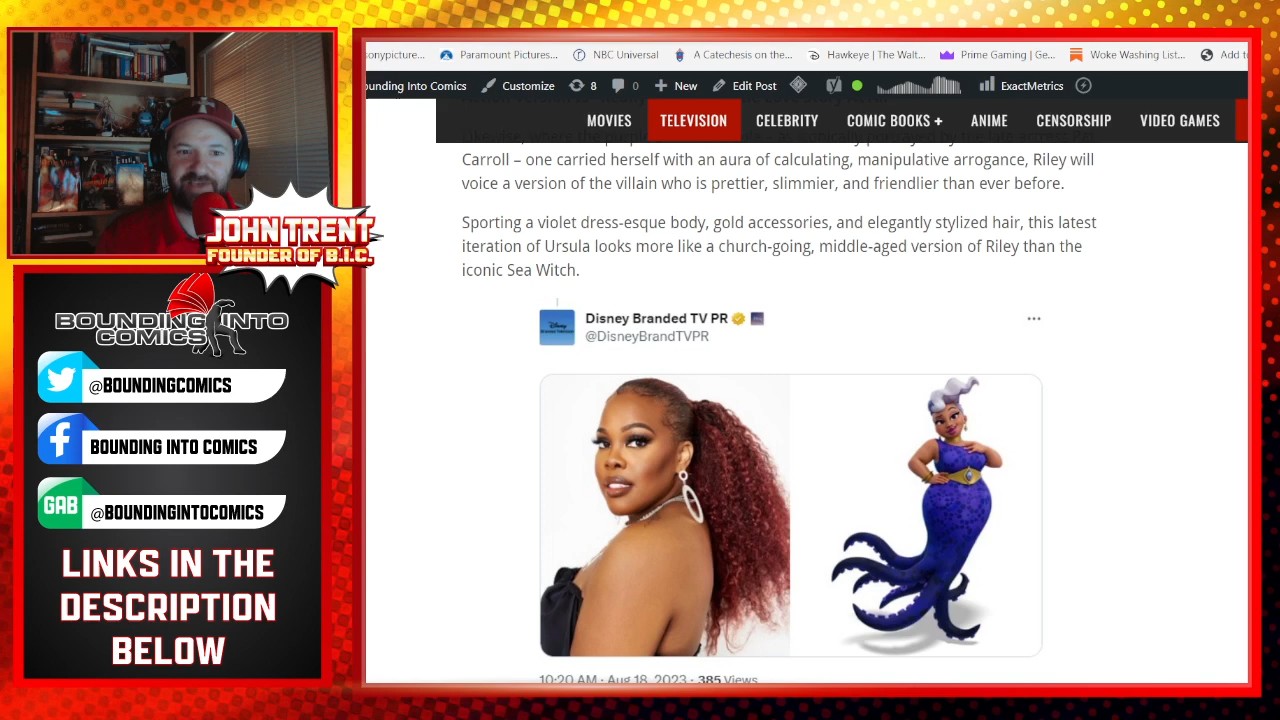 JOHN TRENT
FOUNDER OF B.I.C.
BOUNDING INTO
COMICS
@BOUNDINGCOMICS
BOUNDING INTO COMICS
GAB
@BOUNDINGINTOCOMICS
LINKS IN THE
DESCRIPTION
BELOW
Paramount Pictures... NBC Universal A Catechesis on the... Hawkeye | The Walt... Prime Gaming | Ge... Woke Washing List... Add t
Into Comics Customize 8 0 New Edit Post ExactMetrics
MOVIES TELEVISION CELEBRITY COMIC BOOKS + ANIME CENSORSHIP VIDEO GAMES
Carroll – one carried herself with an aura of calculating, manipulative arrogance, Riley will
voice a version of the villain who is prettier, slimmier, and friendlier than ever before.
Sporting a violet dress-esque body, gold accessories, and elegantly stylized hair, this latest
iteration of Ursula looks more like a church-going, middle-aged version of Riley than the
iconic Sea Witch.
Disney Branded TV PR
@DisneyBrandTVPR
10:20 AM · Aug 18, 2023 · 385 Views